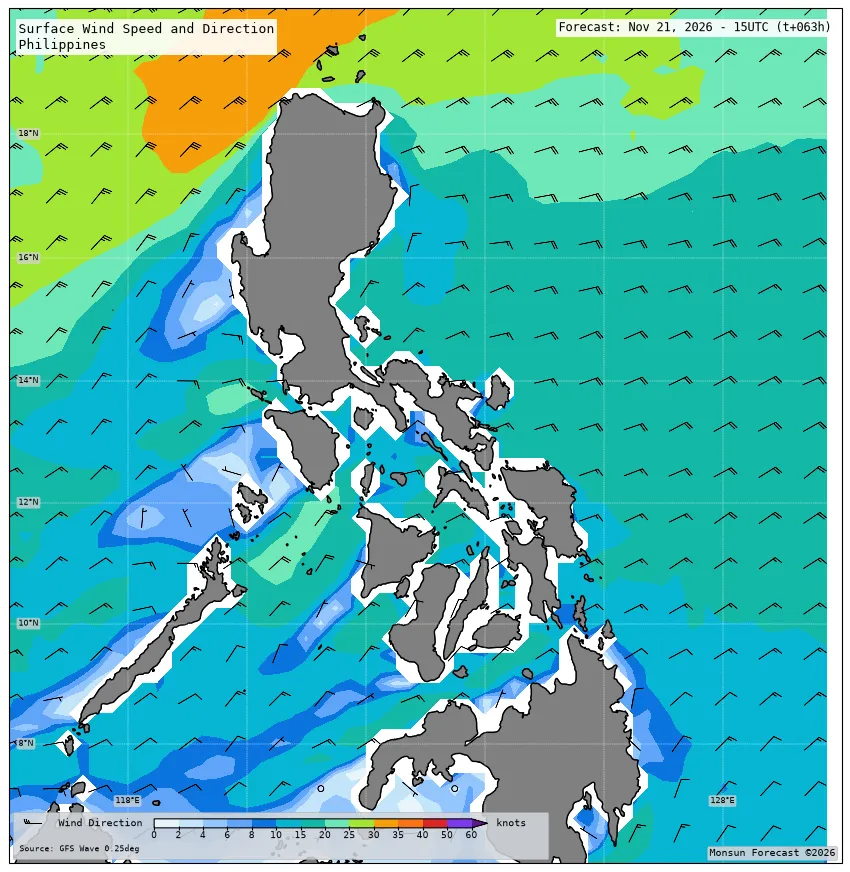 Surface Wind Speed and Direction
Philippines
Forecast: Nov 21, 2026 - 15UTC (t+063h)
18°N
16°N
14°N
12°N
10°N
8°N
118°E
128°E
Wind Direction
0 2 4 6 8 10 15 20 25 30 35 40 50 60 knots
Source: GFS Wave 0.25deg
Monsun Forecast ©2026